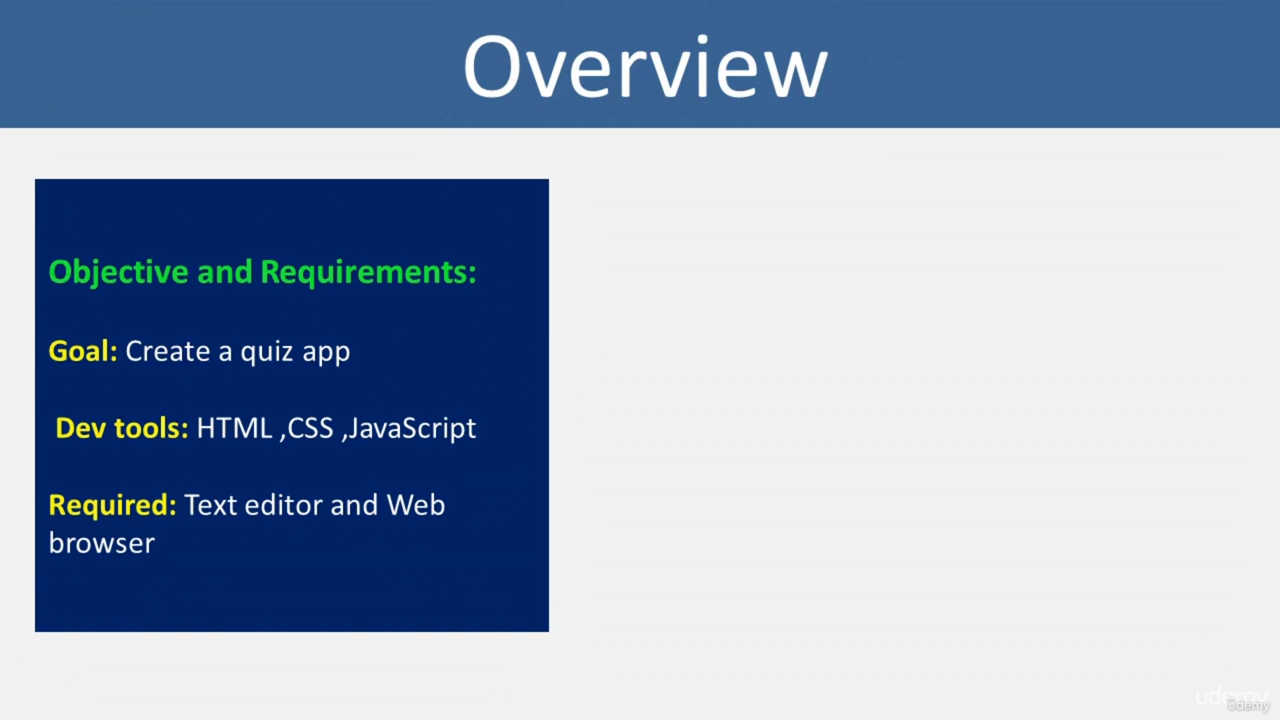 Overview
Objective and Requirements:
Goal: Create a quiz app
Dev tools: HTML ,CSS ,JavaScript
Required: Text editor and Web
browser
udemy
Udemy